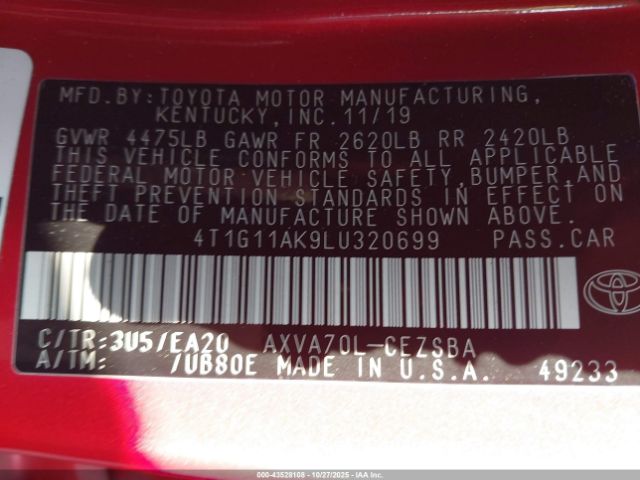 MFD.BY:TOYOTA MOTOR MANUFACTURING,
KENTUCKY,INC.11/19
GVWR 4475LB GAWR FR 2620LB RR 2420LB
THIS VEHICLE CONFORMS TO ALL APPLICABLE
FEDERAL MOTOR VEHICLE SAFETY,BUMPER,AND
THEFT PREVENTION STANDARDS IN EFFECT ON
THE DATE OF MANUFACTURE SHOWN ABOVE.
4T1G11AK9LU320699 PASS.CAR
C/TR:3U5/EA20 AXVA70L-CEZSBA
A/TM: /UB80E MADE IN U.S.A. 49233
000-43528108 | 10/27/2025 | IAAI.COM